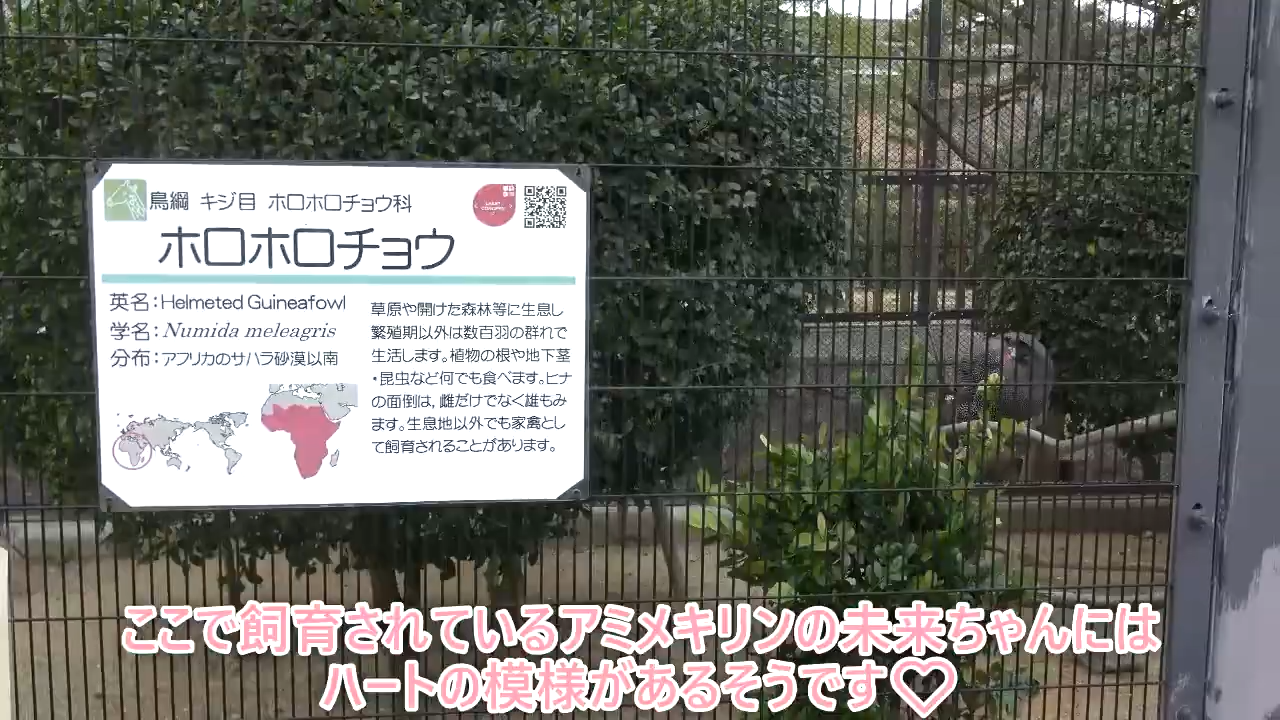 鳥綱 キジ目 ホロホロチョウ科
ホロホロチョウ
英名:Helmeted Guineafowl
学名:Numida meleagris
分布:アフリカのサハラ砂漠以南
草原や開けた森林等に生息し
繁殖期以外は数百羽の群れで
生活します。植物の根や地下茎
・昆虫など何でも食べます。ヒナ
の面倒は、雌だけでなく雄もみ
ます。生息地以外でも家禽とし
て飼育されることがあります。
ここで飼育されているアミメキリンの未来ちゃんには
ハートの模様があるそうです♡